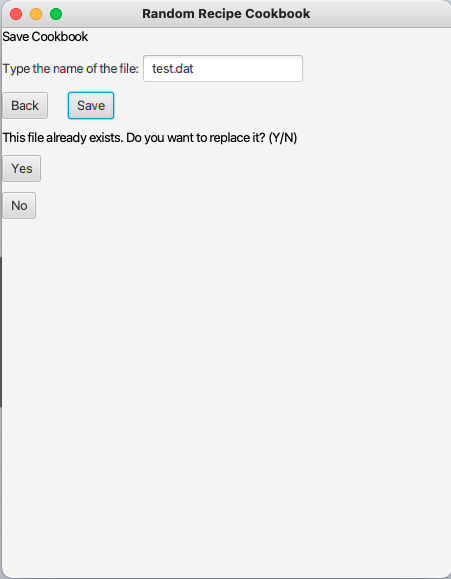 Random Recipe Cookbook
Save Cookbook
Type the name of the file: test.dat
Back Save
This file already exists. Do you want to replace it? (Y/N)
Yes
No